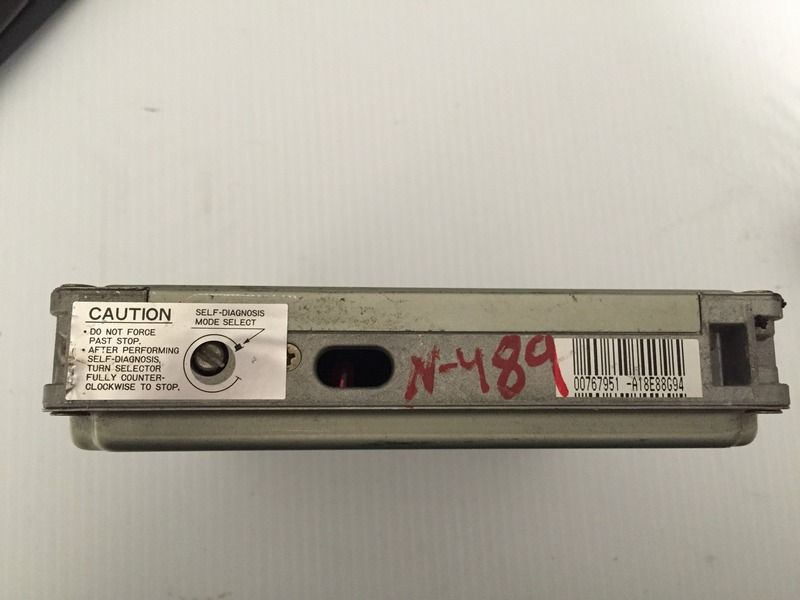 CAUTION
• DO NOT FORCE
PAST STOP.
• AFTER PERFORMING
SELF-DIAGNOSIS,
TURN SELECTOR
FULLY COUNTER-
CLOCKWISE TO STOP.
SELF-DIAGNOSIS
MODE SELECT
N-489
00767951 -A18E88G94